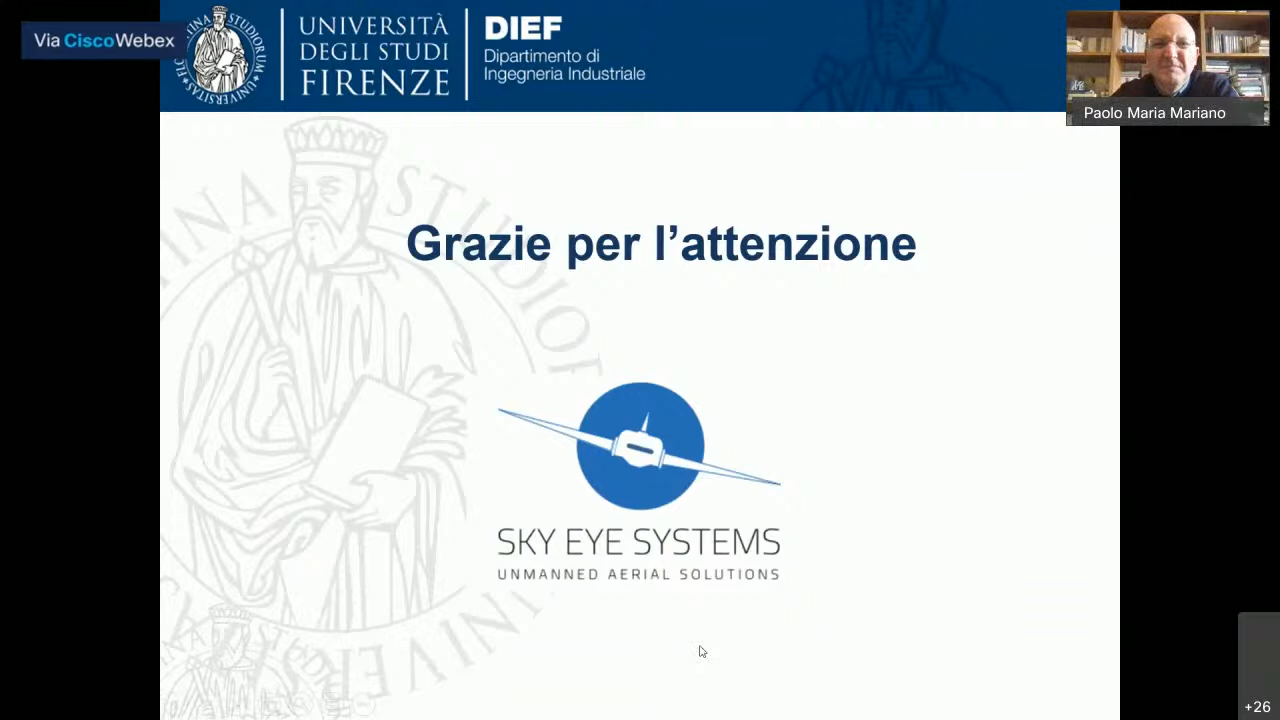 Via CiscoWebex
UNIVERSITÀ
DEGLI STUDI
FIRENZE
DIEF
Dipartimento di
Ingegneria Industriale
Paolo Maria Mariano
Grazie per l’attenzione
SKY EYE SYSTEMS
UNMANNED AERIAL SOLUTIONS
+26